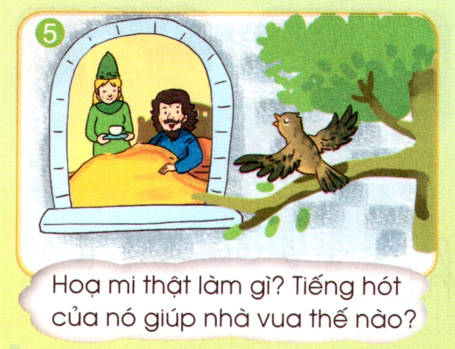 5
Hoạ mi thật làm gì? Tiếng hót
của nó giúp nhà vua thế nào?